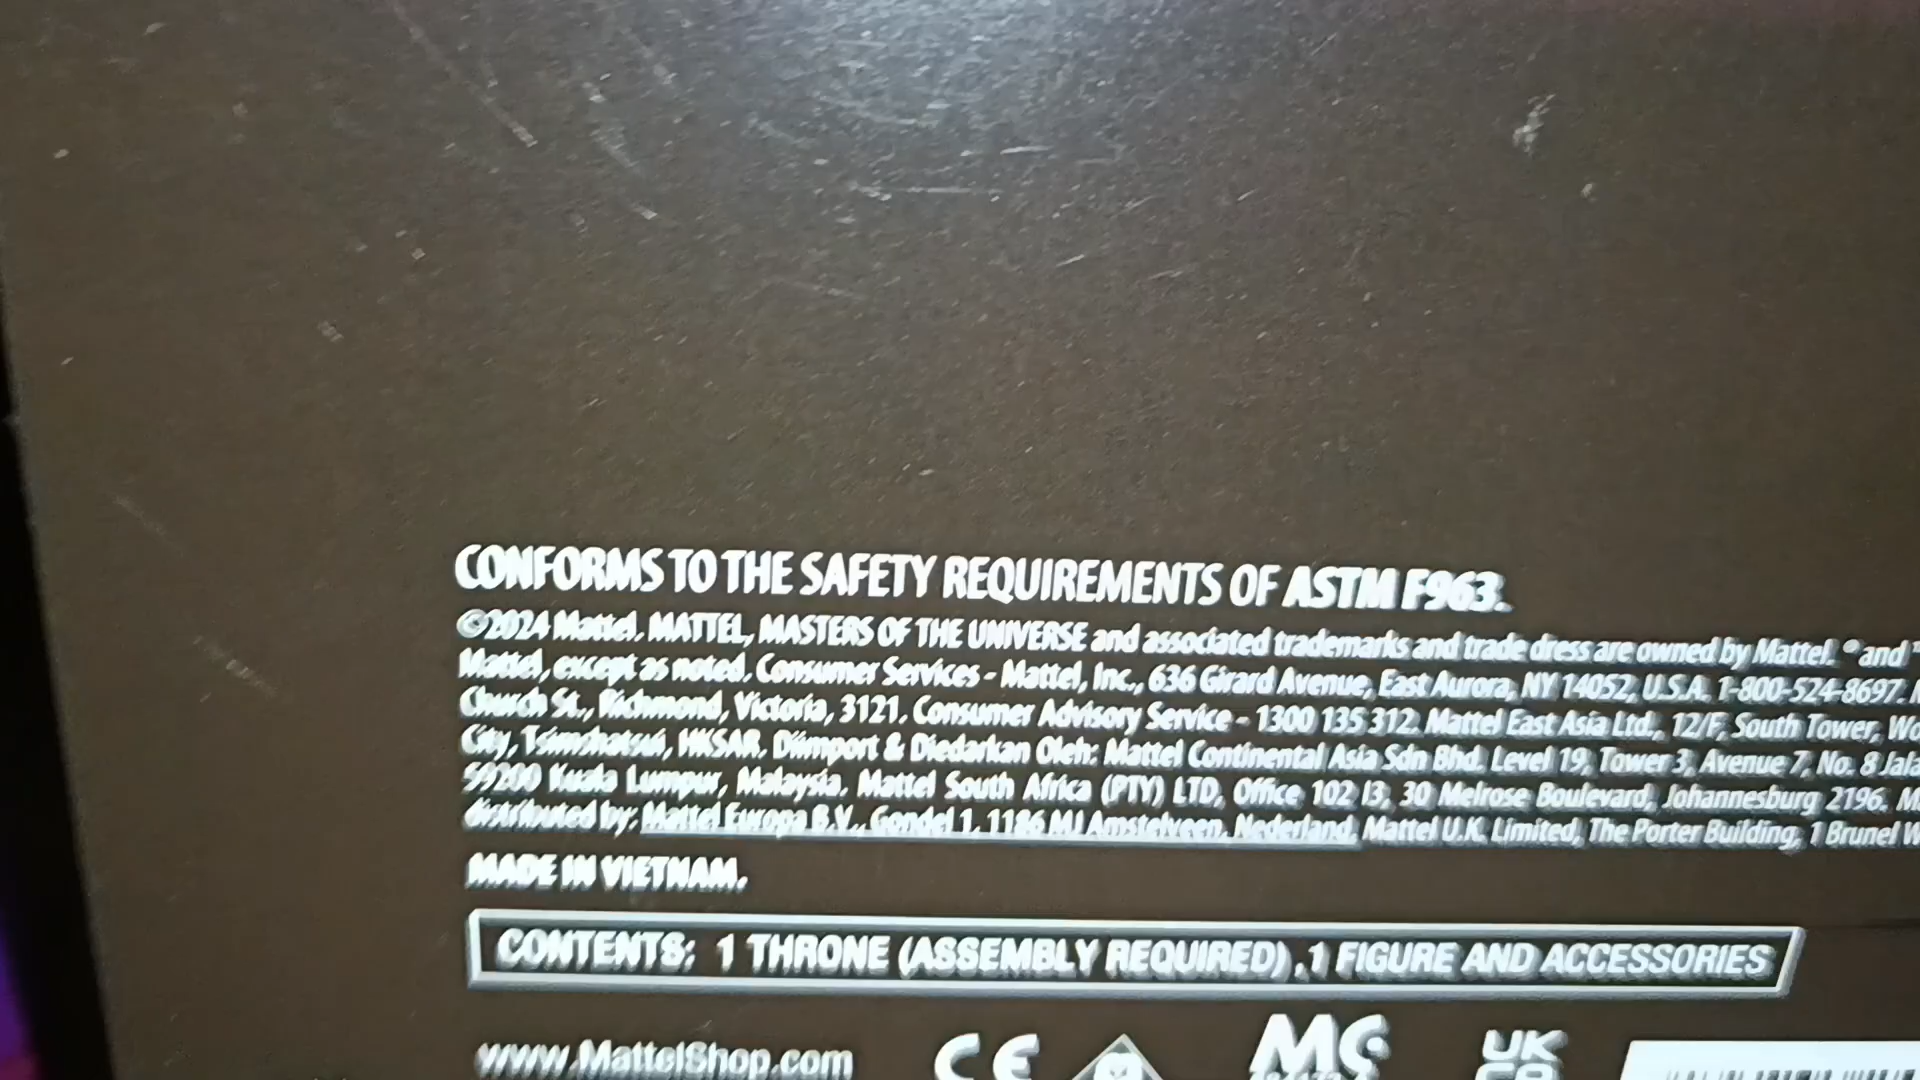 CONFORMS TO THE SAFETY REQUIREMENTS OF ASTM F963.
©2024 Mattel. MATTEL, MASTERS OF THE UNIVERSE and associated trademarks and trade dress are owned by Mattel. ® and
Mattel, except as noted. Consumer Services - Mattel, Inc., 636 Girard Avenue, East Aurora, NY 14052, U.S.A. 1-800-524-8697.
Church St., Richmond, Victoria, 3121. Consumer Advisory Service - 1300 135 312. Mattel East Asia Ltd., 12/F, South Tower,
City, Tsimshatsui, HKSAR. Diimport & Diedarkan Oleh: Mattel Continental Asia Sdn Bhd. Level 19, Tower 3, Avenue 7, No. 8
59200 Kuala Lumpur, Malaysia. Mattel South Africa (PTY) LTD, Office 102 I3, 30 Melrose Boulevard, Johannesburg 2196.
distributed by: Mattel Europa B.V., Gondel 1, 1186 MJ Amstelveen, Nederland. Mattel U.K. Limited, The Porter Building, 1 Brunel
MADE IN VIETNAM.
CONTENTS: 1 THRONE (ASSEMBLY REQUIRED), 1 FIGURE AND ACCESSORIES
www.MattelShop.com CE MC UK